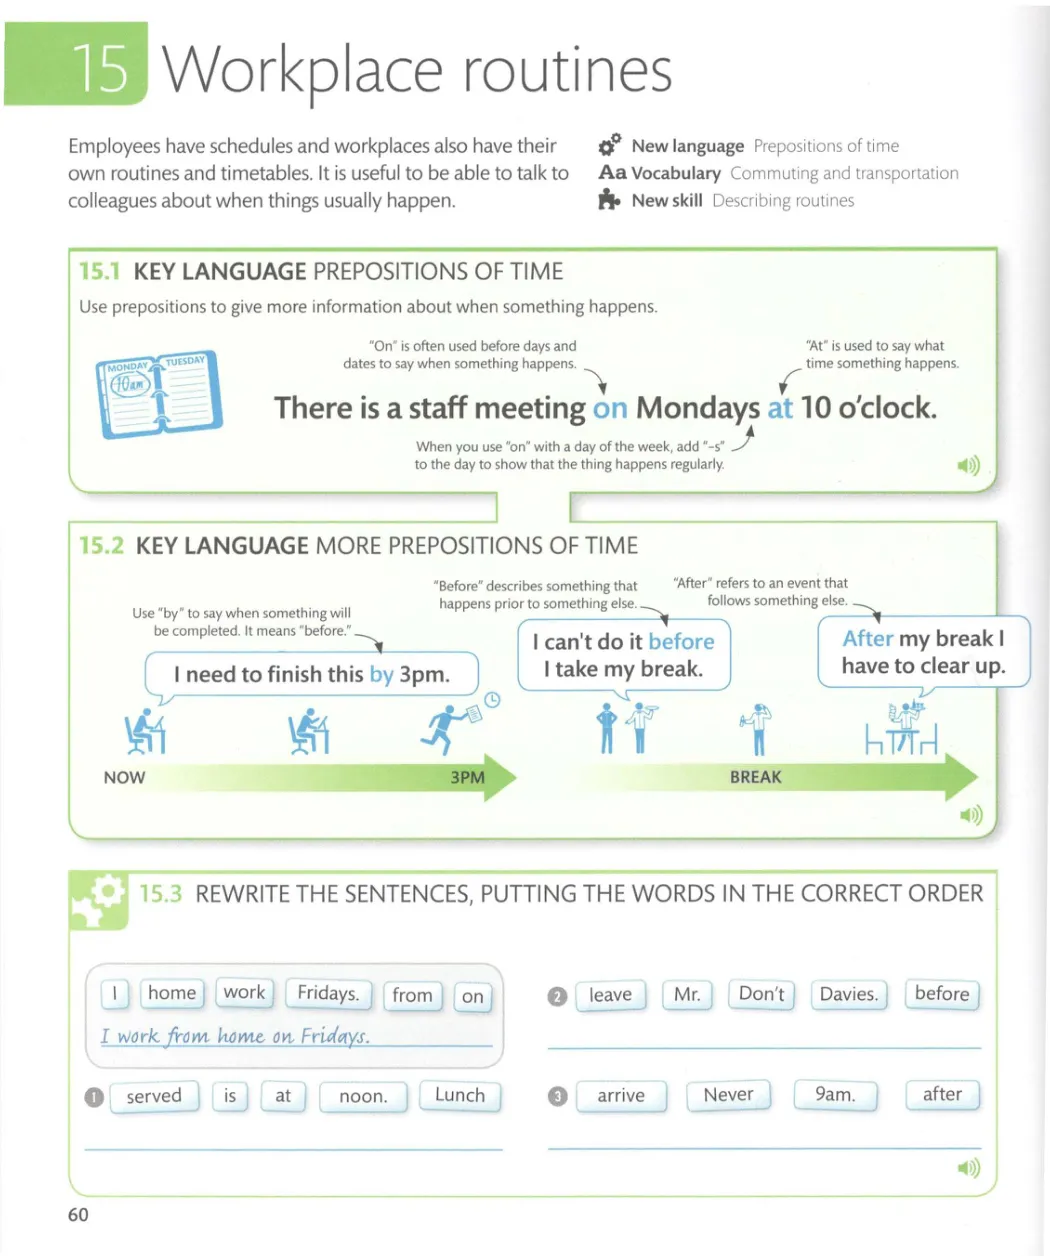 15 Workplace routines
Employees have schedules and workplaces also have their
own routines and timetables. It is useful to be able to talk to
colleagues about when things usually happen.
New language Prepositions of time
Aa Vocabulary Commuting and transportation
New skill Describing routines
15.1 KEY LANGUAGE PREPOSITIONS OF TIME
Use prepositions to give more information about when something happens.
MONDAY
TUESDAY
10am
"On" is often used before days and
dates to say when something happens.
"At" is used to say what
time something happens.
There is a staff meeting on Mondays at 10 o'clock.
When you use "on" with a day of the week, add "-s"
to the day to show that the thing happens regularly.
15.2 KEY LANGUAGE MORE PREPOSITIONS OF TIME
Use "by" to say when something will
be completed. It means "before."
"Before" describes something that
happens prior to something else.
"After" refers to an event that
follows something else.
I need to finish this by 3pm.
I can't do it before
I take my break.
After my break I
have to clear up.
NOW
3PM
BREAK
15.3 REWRITE THE SENTENCES, PUTTING THE WORDS IN THE CORRECT ORDER
I home work Fridays. from on
I work from home on Fridays.
1 served is at noon. Lunch
2 leave Mr. Don't Davies. before
3 arrive Never 9am. after
60